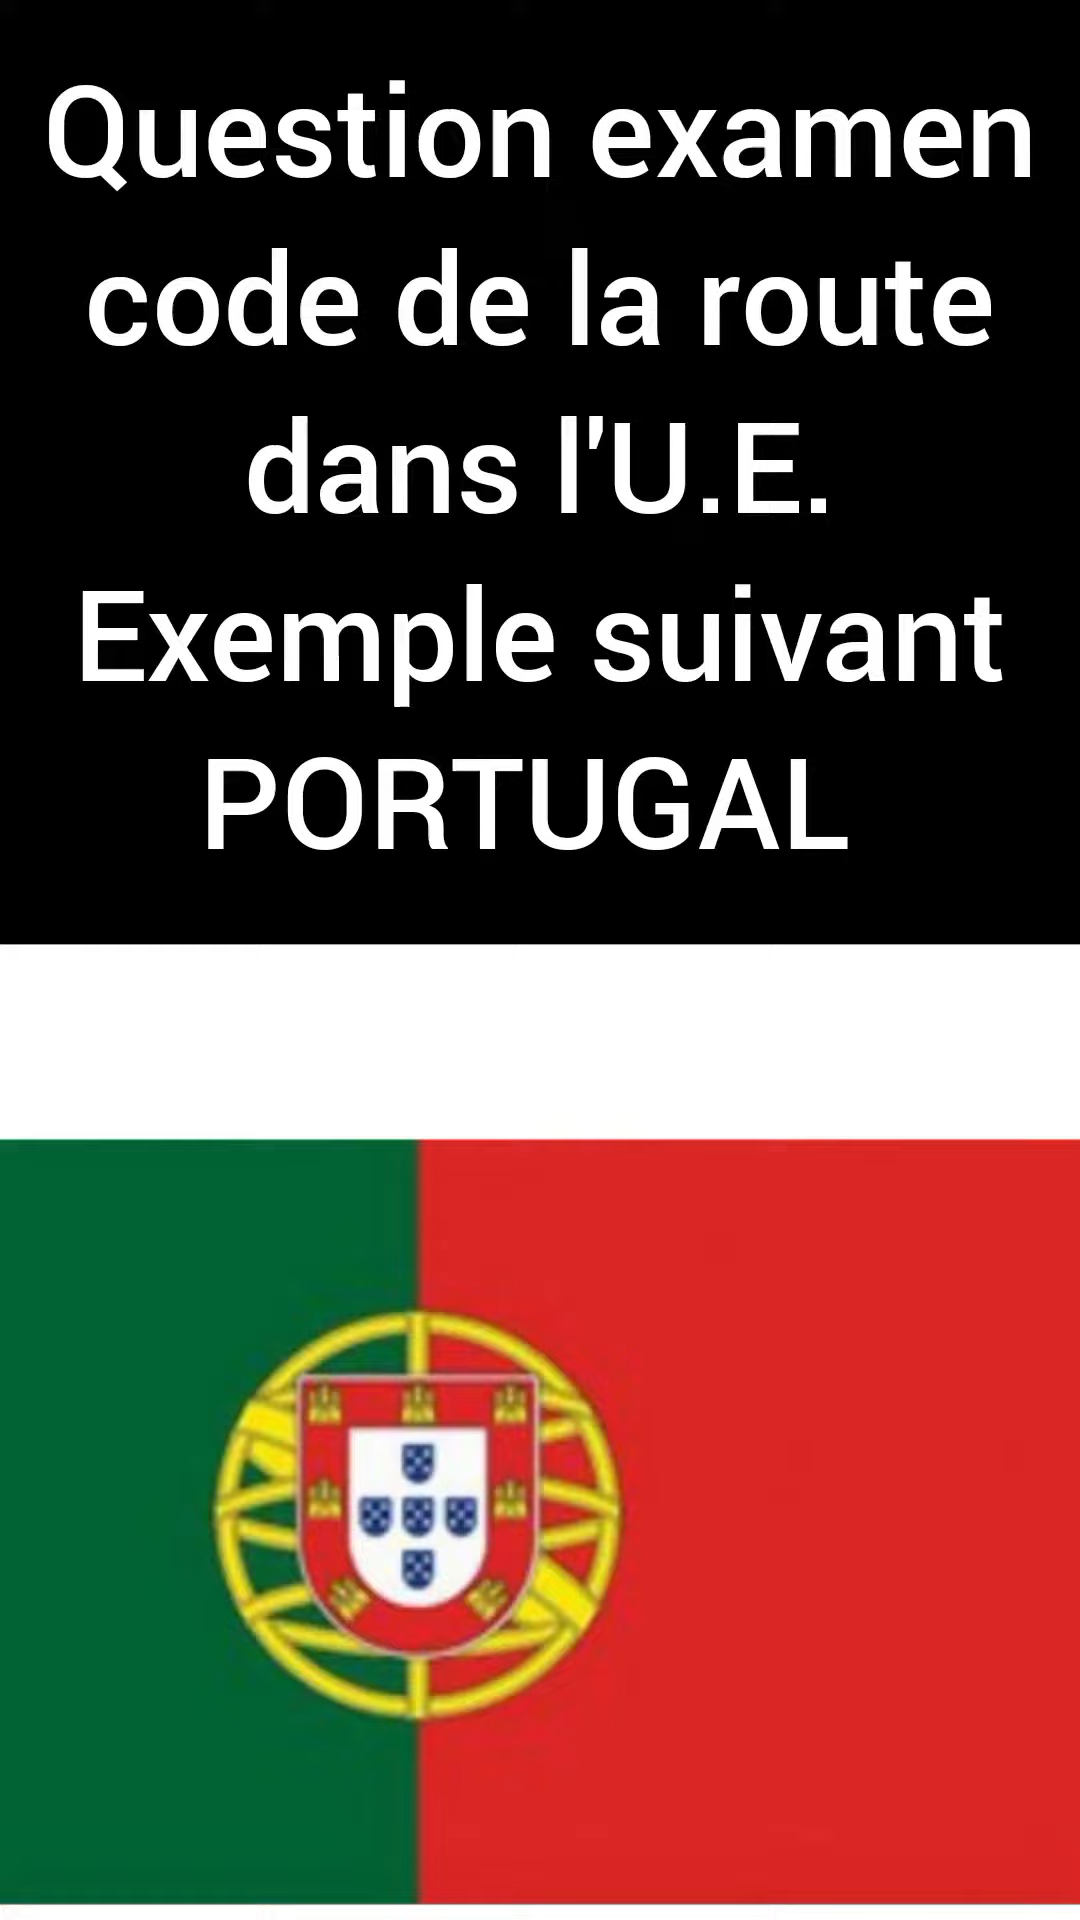 Question examen
code de la route
dans l'U.E.
Exemple suivant
PORTUGAL